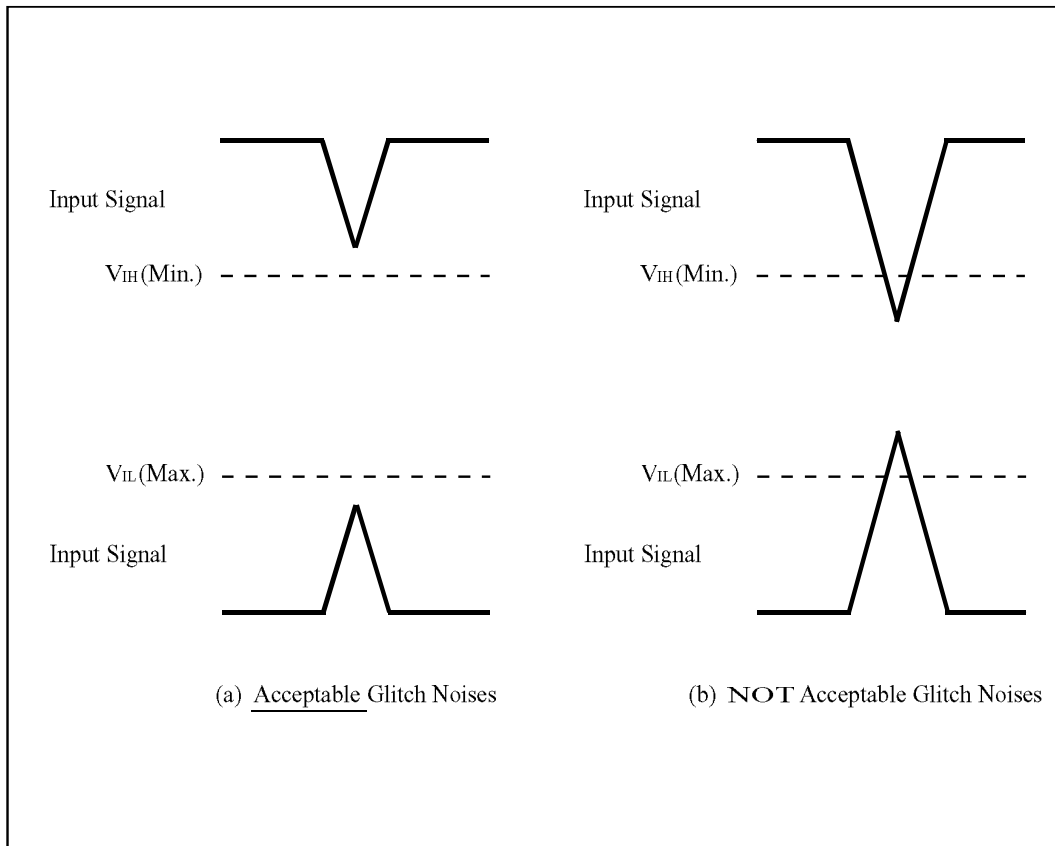 Input Signal
VIH(Min.)
VIL(Max.)
Input Signal
(a) Acceptable Glitch Noises
Input Signal
VIH(Min.)
VIL(Max.)
Input Signal
(b) NOT Acceptable Glitch Noises